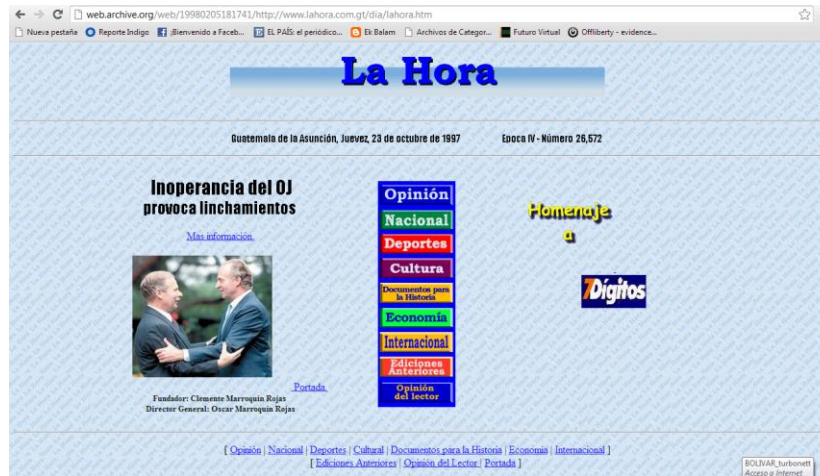 web.archive.org/web/19980205181741/http://www.lahora.com.gt/dia/lahora.htm
Nueva pestaña Reporte Indigo ¡Bienvenido a Faceb... EL PAÍS: el periódico... Ek Balam Archivos de Categor... Futuro Virtual Offliberty - evidence...
La Hora
Guatemala de la Asunción, Juevez, 23 de octubre de 1997 Epoca IV - Número 26,572
Inoperancia del OJ
provoca linchamientos
Mas información.
Portada
Fundador: Clemente Marroquín Rojas
Director General: Oscar Marroquín Rojas
Opinión
Nacional
Deportes
Cultura
Documentos para
la Historia
Economía
Internacional
Ediciones
Anteriores
Opinión
del lector
Homenaje
a
7Dígitos
[ Opinión | Nacional | Deportes | Cultural | Documentos para la Historia | Economia | Internacional ]
[ Ediciones Anteriores | Opinión del Lector | Portada ]
BOLIVAR_turbonett
Acceso a Internet